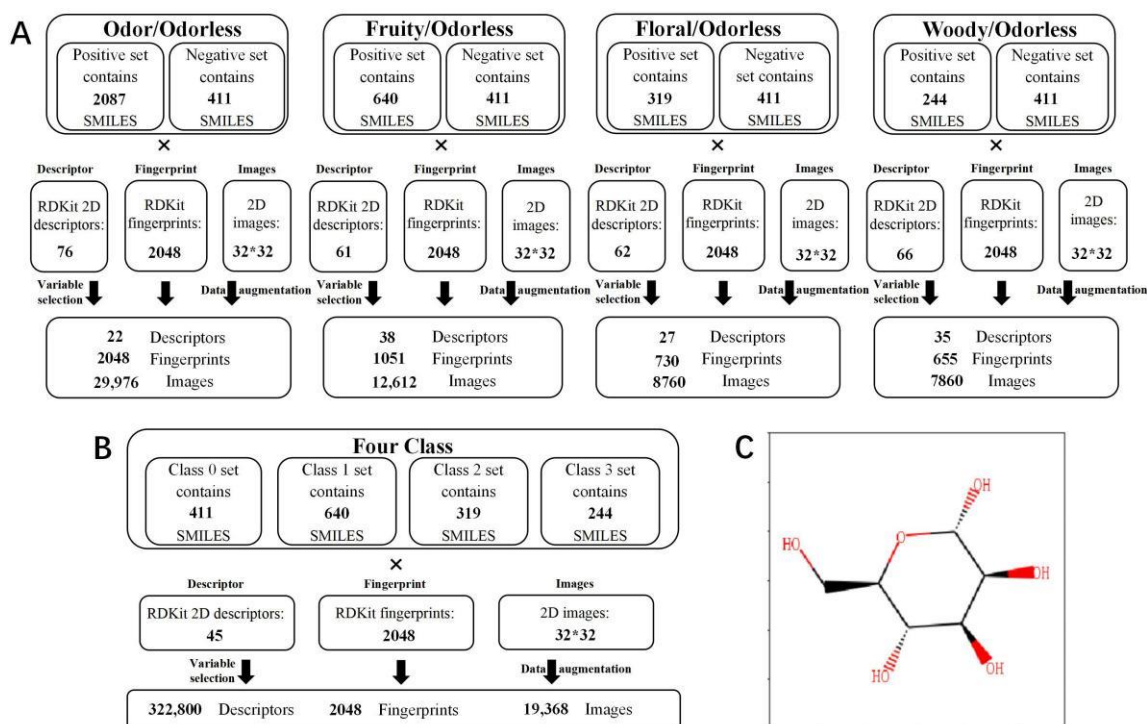 A
Odor/Odorless
Positive set
contains
2087
SMILES
Negative set
contains
411
SMILES
×
Descriptor
Fingerprint
Images
RDKit 2D
descriptors:
76
RDKit
fingerprints:
2048
2D
images:
32*32
Variable
selection
Data augmentation
22 Descriptors
2048 Fingerprints
29,976 Images
Fruity/Odorless
Positive set
contains
640
SMILES
Negative set
contains
411
SMILES
×
Descriptor
Fingerprint
Images
RDKit 2D
descriptors:
61
RDKit
fingerprints:
2048
2D
images:
32*32
Variable
selection
Data augmentation
38 Descriptors
1051 Fingerprints
12,612 Images
Floral/Odorless
Positive set
contains
319
SMILES
Negative
set contains
411
SMILES
×
Descriptor
Fingerprint
Images
RDKit 2D
descriptors:
62
RDKit
fingerprints:
2048
2D
images:
32*32
Variable
selection
Data augmentation
27 Descriptors
730 Fingerprints
8760 Images
Woody/Odorless
Positive set
contains
244
SMILES
Negative set
contains
411
SMILES
×
Descriptor
Fingerprint
Images
RDKit 2D
descriptors:
66
RDKit
fingerprints:
2048
2D
images:
32*32
Variable
selection
Data augmentation
35 Descriptors
655 Fingerprints
7860 Images
B
Four Class
Class 0 set
contains
411
SMILES
Class 1 set
contains
640
SMILES
Class 2 set
contains
319
SMILES
Class 3 set
contains
244
SMILES
×
Descriptor
Fingerprint
Images
RDKit 2D descriptors:
45
RDKit fingerprints:
2048
2D images:
32*32
Variable
selection
Data augmentation
322,800 Descriptors 2048 Fingerprints 19,368 Images
C
OH
HO
O
OH
HO
OH